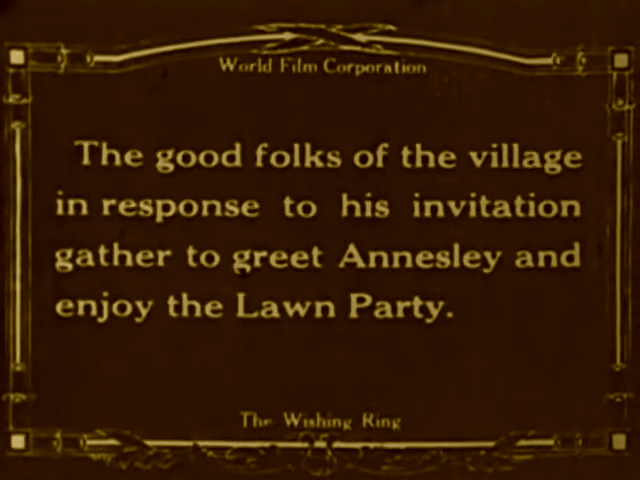 World Film Corporation
The good folks of the village
in response to his invitation
gather to greet Annesley and
enjoy the Lawn Party.
The Wishing Ring